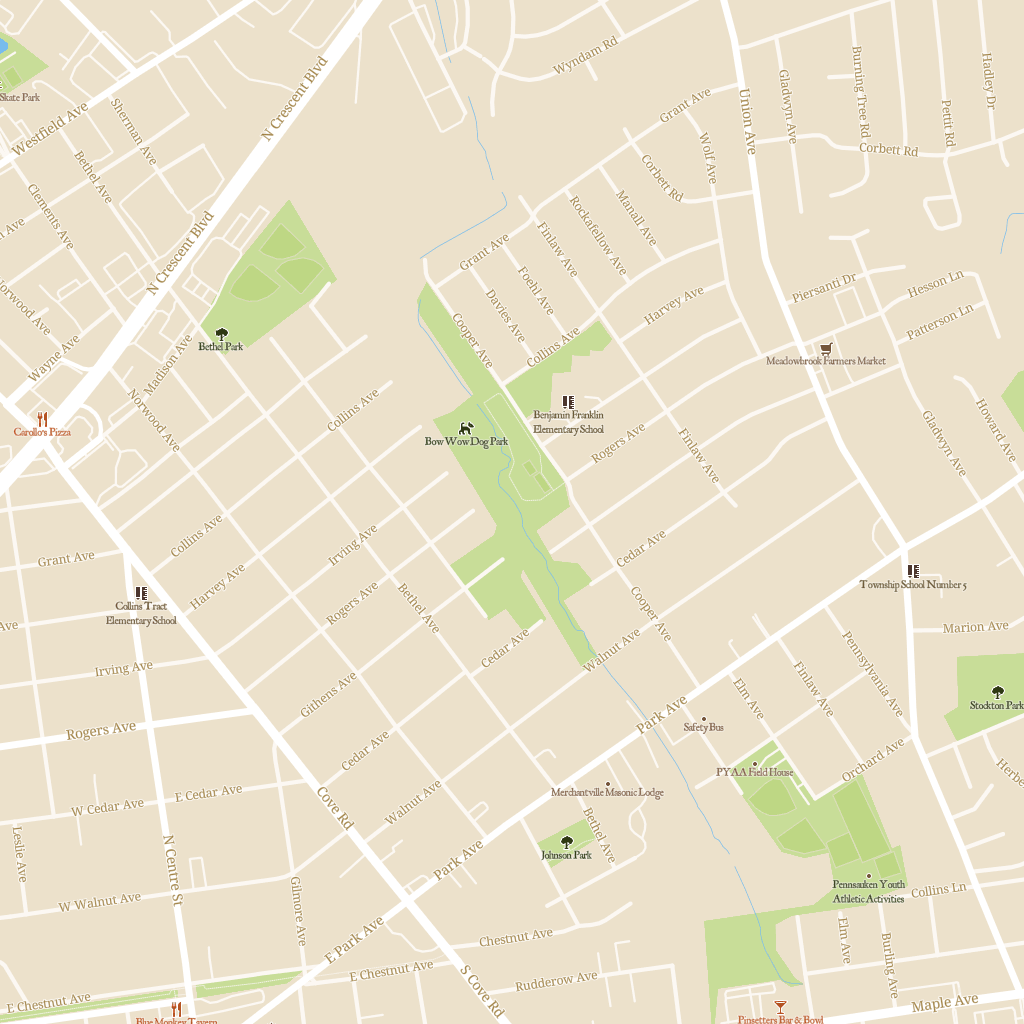 Wyndam Rd
N Crescent Blvd
Hadley Dr
Burning Tree Rd
Gladwyn Ave
Skate Park
Westfield Ave
Sherman Ave
Grant Ave
Union Ave
Pettit Rd
Wolf Ave
Corbett Rd
Bethel Ave
Corbett Rd
Clements Ave
Manall Ave
Rockafellow Ave
Finlaw Ave
Grant Ave
N Crescent Blvd
Foehl Ave
Piersanti Dr
Hesson Ln
Harvey Ave
Norwood Ave
Davies Ave
Patterson Ln
Cooper Ave
Collins Ave
Bethel Park
Wayne Ave
Madison Ave
Meadowbrook Farmers Market
Norwood Ave
Collins Ave
Benjamin Franklin
Elementary School
Howard Ave
Carollo's Pizza
Bow Wow Dog Park
Rogers Ave
Gladwyn Ave
Finlaw Ave
Collins Ave
Irving Ave
Grant Ave
Cedar Ave
Harvey Ave
Township School Number 5
Collins Tract
Elementary School
Rogers Ave
Bethel Ave
Cooper Ave
Marion Ave
Cedar Ave
Walnut Ave
Pennsylvania Ave
Irving Ave
Githens Ave
Elm Ave
Finlaw Ave
Stockton Park
Park Ave
Safety Bus
Rogers Ave
Cedar Ave
PYAA Field House
Orchard Ave
Merchantville Masonic Lodge
E Cedar Ave
W Cedar Ave
Walnut Ave
Cove Rd
Bethel Ave
Leslie Ave
Park Ave
Johnson Park
N Centre St
Pennsauken Youth
Athletic Activities
Collins Ln
W Walnut Ave
Gilmore Ave
E Park Ave
Chestnut Ave
Elm Ave
Burling Ave
E Chestnut Ave
Rudderow Ave
S Cove Rd
E Chestnut Ave
Maple Ave
Blue Monkey Tavern
Pinsetters Bar & Bowl